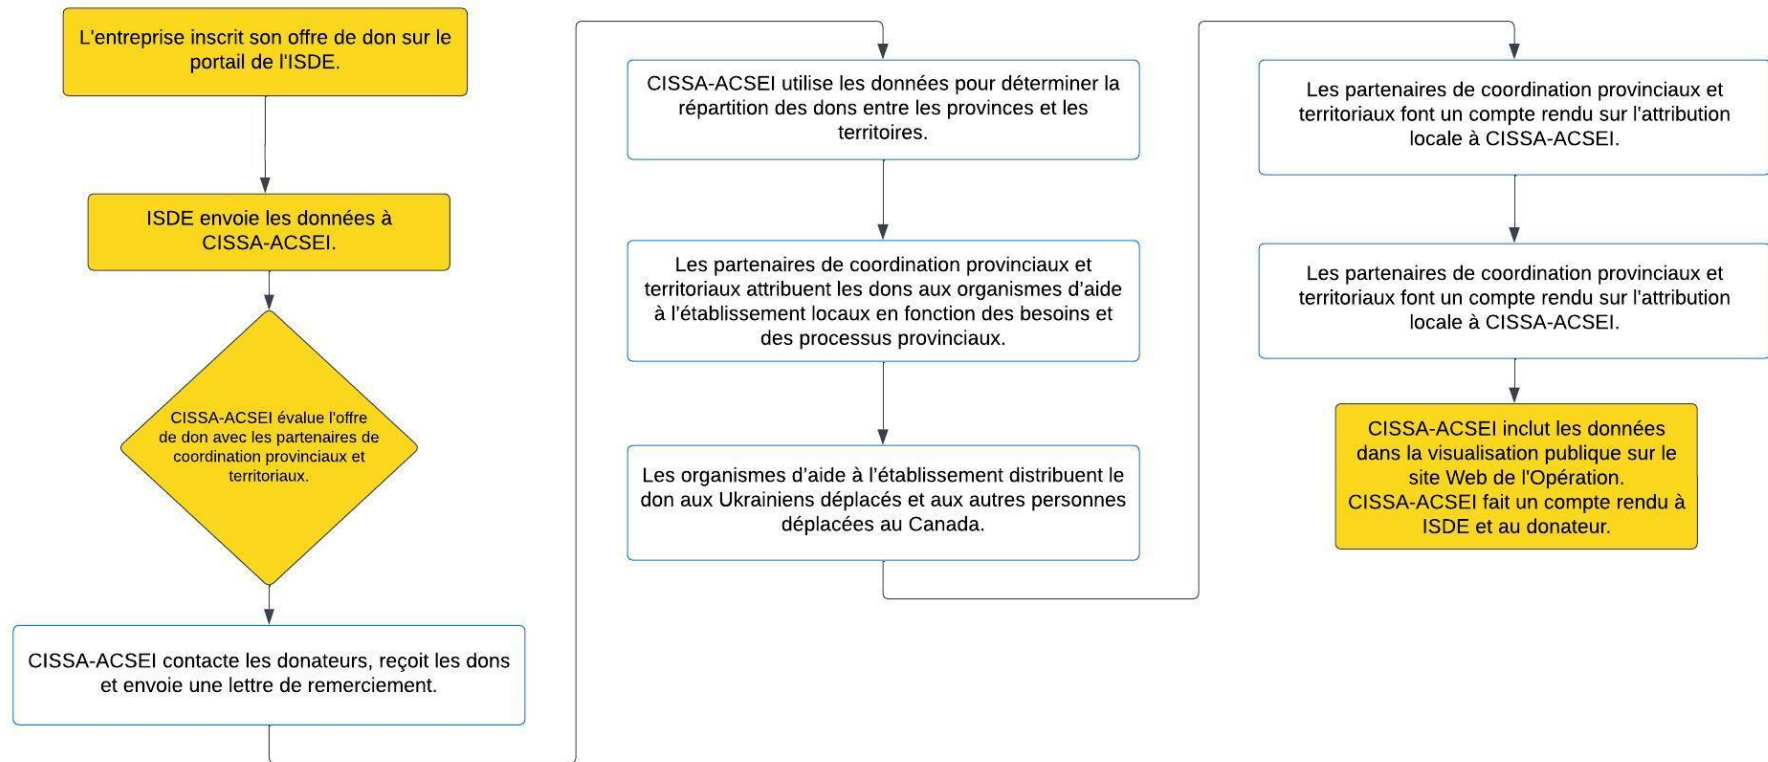 L'entreprise inscrit son offre de don sur le
portail de l'ISDE.
ISDE envoie les données à
CISSA-ACSEI.
CISSA-ACSEI évalue l'offre
de don avec les partenaires de
coordination provinciaux et
territoriaux.
CISSA-ACSEI contacte les donateurs, reçoit les dons
et envoie une lettre de remerciement.
CISSA-ACSEI utilise les données pour déterminer la
répartition des dons entre les provinces et les
territoires.
Les partenaires de coordination provinciaux et
territoriaux attribuent les dons aux organismes d’aide
à l’établissement locaux en fonction des besoins et
des processus provinciaux.
Les organismes d’aide à l’établissement distribuent le
don aux Ukrainiens déplacés et aux autres personnes
déplacées au Canada.
Les partenaires de coordination provinciaux et
territoriaux font un compte rendu sur l'attribution
locale à CISSA-ACSEI.
Les partenaires de coordination provinciaux et
territoriaux font un compte rendu sur l'attribution
locale à CISSA-ACSEI.
CISSA-ACSEI inclut les données
dans la visualisation publique sur le
site Web de l'Opération.
CISSA-ACSEI fait un compte rendu à
ISDE et au donateur.